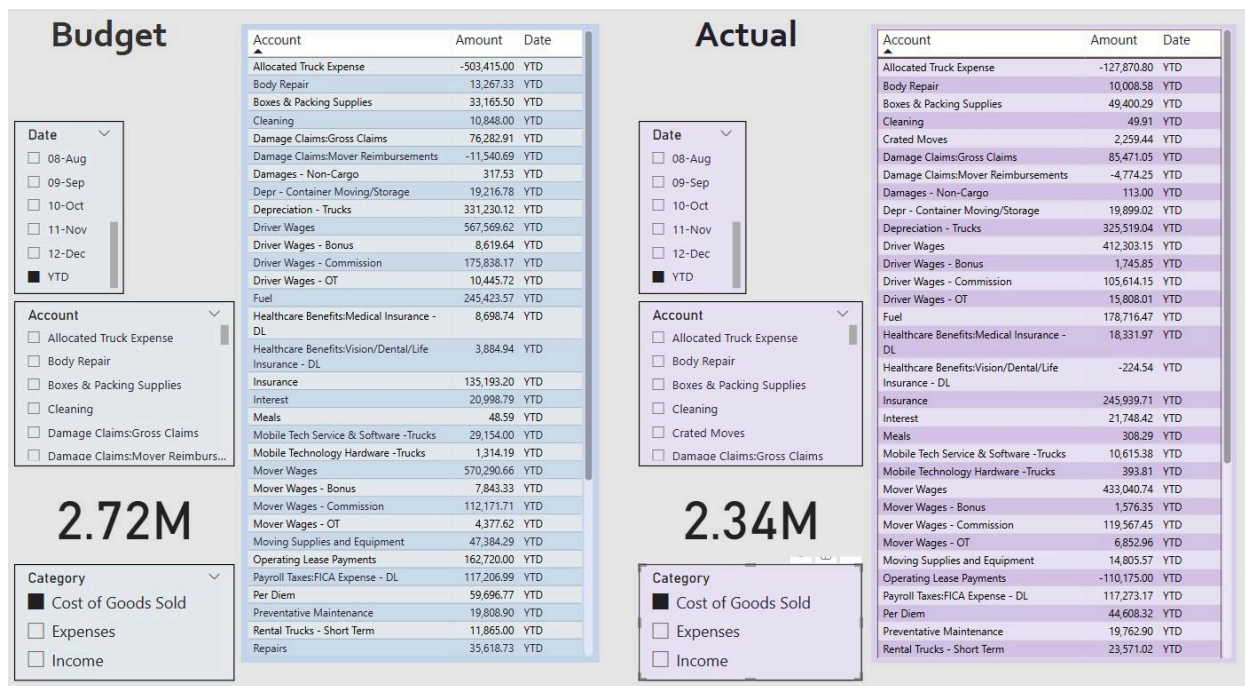 Budget
Date
08-Aug
09-Sep
10-Oct
11-Nov
12-Dec
YTD
Account
Allocated Truck Expense
Body Repair
Boxes & Packing Supplies
Cleaning
Damage Claims:Gross Claims
Damage Claims:Mover Reimburs...
2.72M
Category
Cost of Goods Sold
Expenses
Income
Account Amount Date
Allocated Truck Expense -503,415.00 YTD
Body Repair 13,267.33 YTD
Boxes & Packing Supplies 33,165.50 YTD
Cleaning 10,848.00 YTD
Damage Claims:Gross Claims 76,282.91 YTD
Damage Claims:Mover Reimbursements -11,540.69 YTD
Damages - Non-Cargo 317.53 YTD
Depr - Container Moving/Storage 19,216.78 YTD
Depreciation - Trucks 331,230.12 YTD
Driver Wages 567,569.62 YTD
Driver Wages - Bonus 8,619.64 YTD
Driver Wages - Commission 175,838.17 YTD
Driver Wages - OT 10,445.72 YTD
Fuel 245,423.57 YTD
Healthcare Benefits:Medical Insurance - 8,698.74 YTD
DL
Healthcare Benefits:Vision/Dental/Life 3,884.94 YTD
Insurance - DL
Insurance 135,193.20 YTD
Interest 20,998.79 YTD
Meals 48.59 YTD
Mobile Tech Service & Software -Trucks 29,154.00 YTD
Mobile Technology Hardware -Trucks 1,314.19 YTD
Mover Wages 570,290.66 YTD
Mover Wages - Bonus 7,843.33 YTD
Mover Wages - Commission 112,171.71 YTD
Mover Wages - OT 4,377.62 YTD
Moving Supplies and Equipment 47,384.29 YTD
Operating Lease Payments 162,720.00 YTD
Payroll Taxes:FICA Expense - DL 117,206.99 YTD
Per Diem 59,696.77 YTD
Preventative Maintenance 19,808.90 YTD
Rental Trucks - Short Term 11,865.00 YTD
Repairs 35,618.73 YTD
Actual
Date
08-Aug
09-Sep
10-Oct
11-Nov
12-Dec
YTD
Account
Allocated Truck Expense
Body Repair
Boxes & Packing Supplies
Cleaning
Crated Moves
Damage Claims:Gross Claims
2.34M
Category
Cost of Goods Sold
Expenses
Income
Account Amount Date
Allocated Truck Expense -127,870.80 YTD
Body Repair 10,008.58 YTD
Boxes & Packing Supplies 49,400.29 YTD
Cleaning 49.91 YTD
Crated Moves 2,259.44 YTD
Damage Claims:Gross Claims 85,471.05 YTD
Damage Claims:Mover Reimbursements -4,774.25 YTD
Damages - Non-Cargo 113.00 YTD
Depr - Container Moving/Storage 19,899.02 YTD
Depreciation - Trucks 325,519.04 YTD
Driver Wages 412,303.15 YTD
Driver Wages - Bonus 1,745.85 YTD
Driver Wages - Commission 105,614.15 YTD
Driver Wages - OT 15,808.01 YTD
Fuel 178,716.47 YTD
Healthcare Benefits:Medical Insurance - 18,331.97 YTD
DL
Healthcare Benefits:Vision/Dental/Life -224.54 YTD
Insurance - DL
Insurance 245,939.71 YTD
Interest 21,748.42 YTD
Meals 308.29 YTD
Mobile Tech Service & Software -Trucks 10,615.38 YTD
Mobile Technology Hardware -Trucks 393.81 YTD
Mover Wages 433,040.74 YTD
Mover Wages - Bonus 1,576.35 YTD
Mover Wages - Commission 119,567.45 YTD
Mover Wages - OT 6,852.96 YTD
Moving Supplies and Equipment 14,805.57 YTD
Operating Lease Payments -110,175.00 YTD
Payroll Taxes:FICA Expense - DL 117,273.17 YTD
Per Diem 44,608.32 YTD
Preventative Maintenance 19,762.90 YTD
Rental Trucks - Short Term 23,571.02 YTD